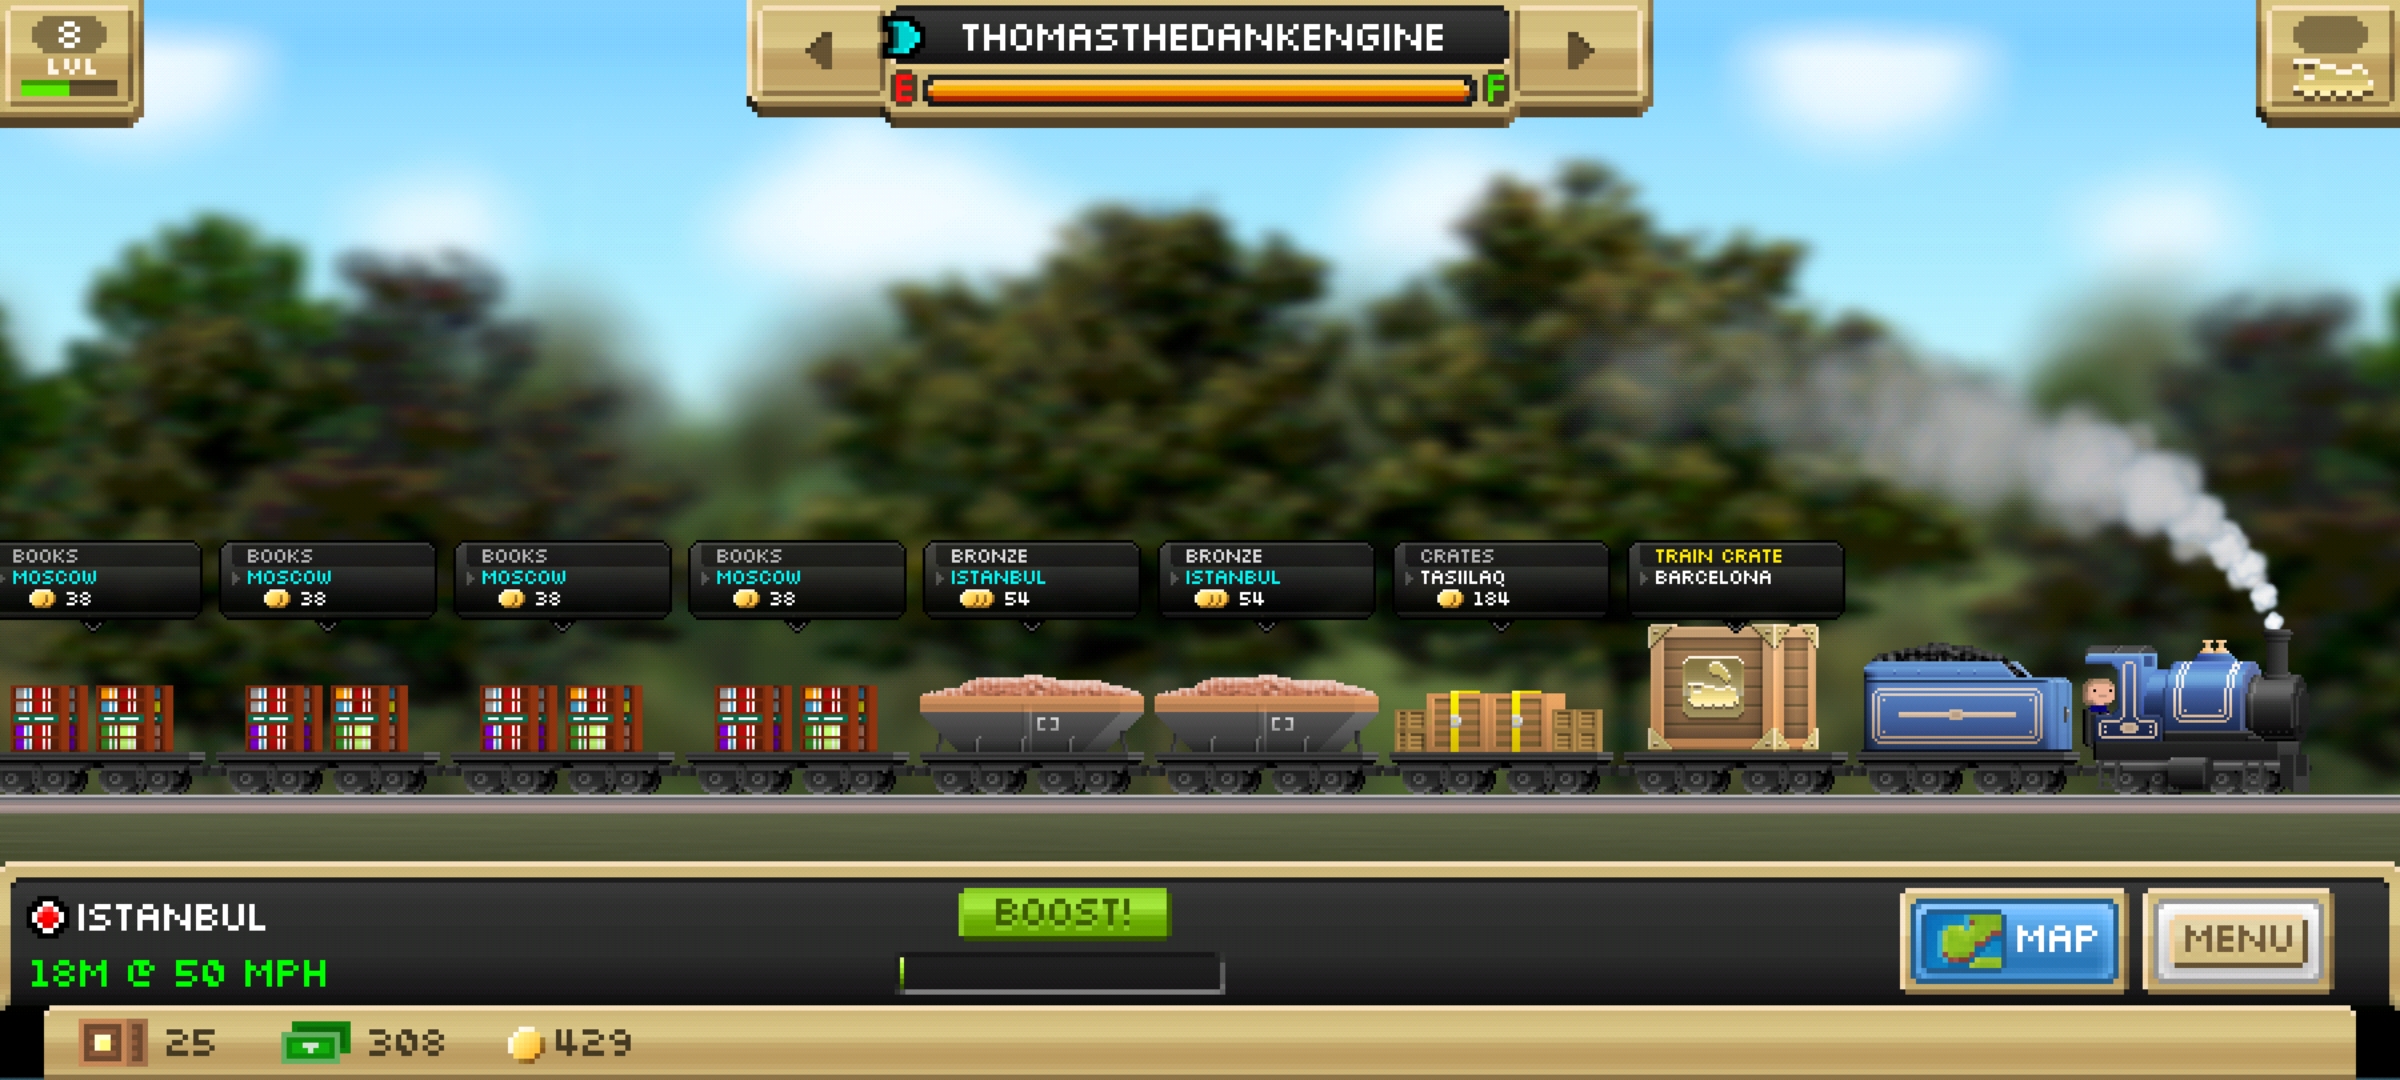 8
LVL
THOMASTHEDANKENGINE
E F
BOOKS
MOSCOW
38
BOOKS
MOSCOW
38
BOOKS
MOSCOW
38
BOOKS
MOSCOW
38
BRONZE
ISTANBUL
54
BRONZE
ISTANBUL
54
CRATES
TASIILAQ
184
TRAIN CRATE
BARCELONA
ISTANBUL
18M @ 50 MPH
BOOST!
MAP
MENU
25
308
429